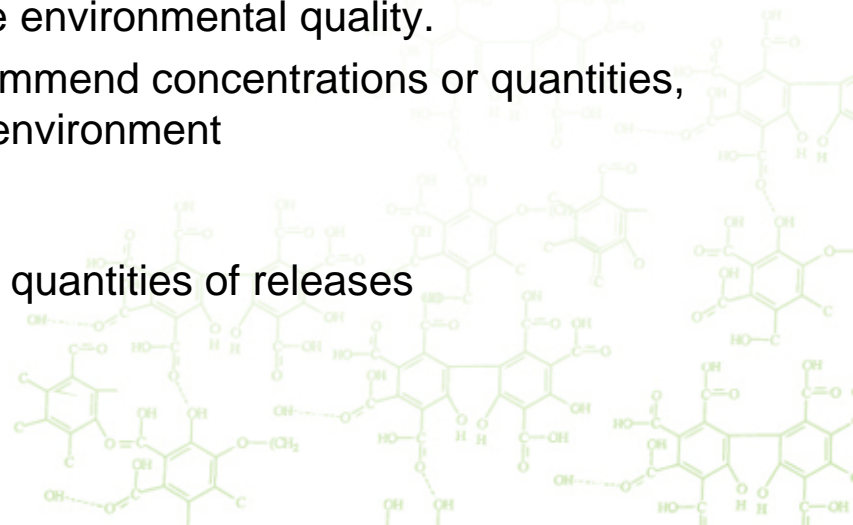 e environmental quality.
mmend concentrations or quantities,
environment
quantities of releases